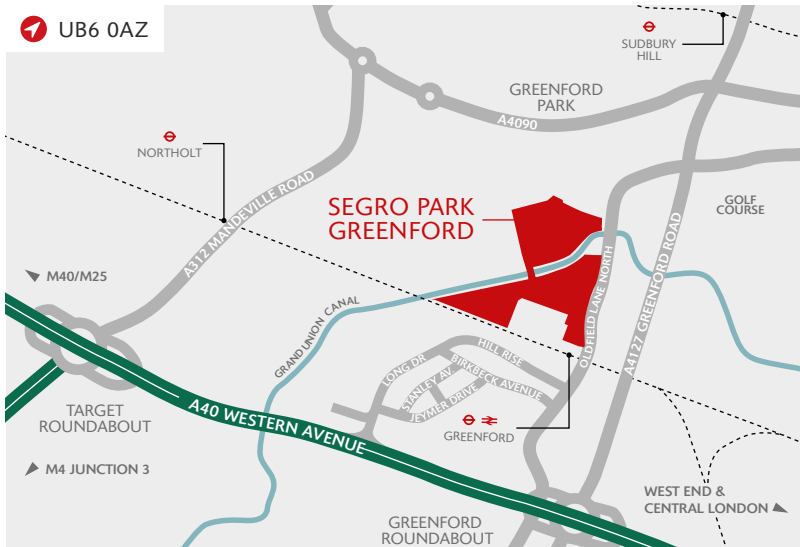 UB6 0AZ
SUDBURY
HILL
GREENFORD
PARK
A4090
NORTHOLT
A312 MANDEVILLE ROAD
SEGRO PARK
GREENFORD
GOLF
COURSE
M40/M25
GRAND UNION CANAL
OLDFIELD LANE NORTH
A4127 GREENFORD ROAD
HILL RISE
LONG DR
BIRKBECK AVENUE
STANLEY AV.
JEYMER DRIVE
TARGET
ROUNDABOUT
A40 WESTERN AVENUE
GREENFORD
M4 JUNCTION 3
WEST END &
CENTRAL LONDON
GREENFORD
ROUNDABOUT